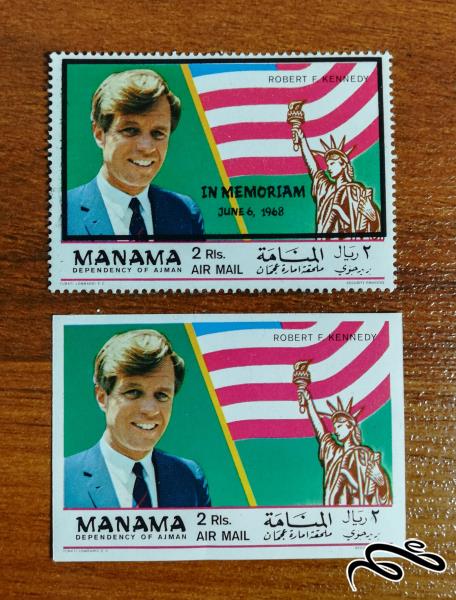 ROBERT F. KENNEDY
IN MEMORIAM
JUNE 6, 1968
MANAMA 2 Rls. المنامة ٢ ريال
DEPENDENCY OF AJMAN AIR MAIL ملحقة امارة عجمان بريد جوي
ROBERT F. KENNEDY
MANAMA 2 Rls. المنامة ٢ ريال
DEPENDENCY OF AJMAN AIR MAIL ملحقة امارة عجمان بريد جوي